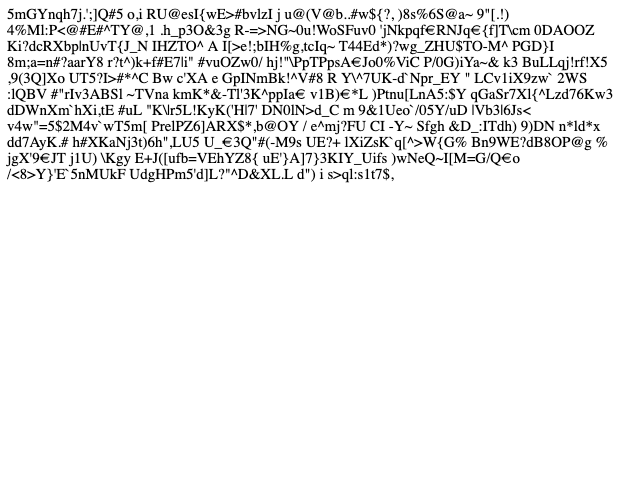 5mGYnqh7j.';]Q#5 o,i RU@esI{wE>#bvlzI j u@(V@b..#w${?, )8s%6S@a~ 9"[.!)
4%Ml:P<@#E#^TY@,1 .h_p3O&3g R-=>NG~0u!WoSFuv0 'jNkpqf€RNJq€{f]T\cm 0DAOOZ
Ki?dcRXbp|nUvT{J_N IHZTO^ A I[>e!;bIH%g,tcIq~ T44Ed*)?wg_ZHU$TO-M^ PGD}I
8m;a=n#?aarY8 r?t^)k+f#E7li" #vuOZw0/ hj!"\PpTPpsA€Jo0%ViC P/0G)iYa~& k3 BuLLqj!rf!X5
,9(3Q]Xo UT5?I>#*^C Bw c'XA e GpINmBk!^V#8 R Y\^7UK-d`Npr_EY " LCv1iX9zw` 2WS
:lQBV #"rIv3ABSl ~TVna kmK*&-Tl'3K^ppIa€ v1B)€*L )Ptnu[LnA5:$Y qGaSr7Xl{^Lzd76Kw3
dDWnXm`hXi,tE #uL "K\lr5L!KyK('H|7' DN0lN>d_C m 9&1Ueo`/05Y/uD |Vb3|6Js<
v4w"=5$2M4v`wT5m[ PrelPZ6]ARX$*,b@OY / e^mj?FU CI -Y~ Sfgh &D_:ITdh) 9)DN n*ld*x
dd7AyK.# h#XKaNj3t)6h",LU5 U_€3Q"#(-M9s UE?+ lXiZsK`q[^>W{G% Bn9WE?dB8OP@g %
jgX'9€JT j1U) \Kgy E+J([ufb=VEhYZ8{ uE'}A]7}3KIY_Uifs )wNeQ~I[M=G/Q€o
/<8>Y}'E`5nMUkF UdgHPm5'd]L?"^D&XL.L d") i s>ql:s1t7$,